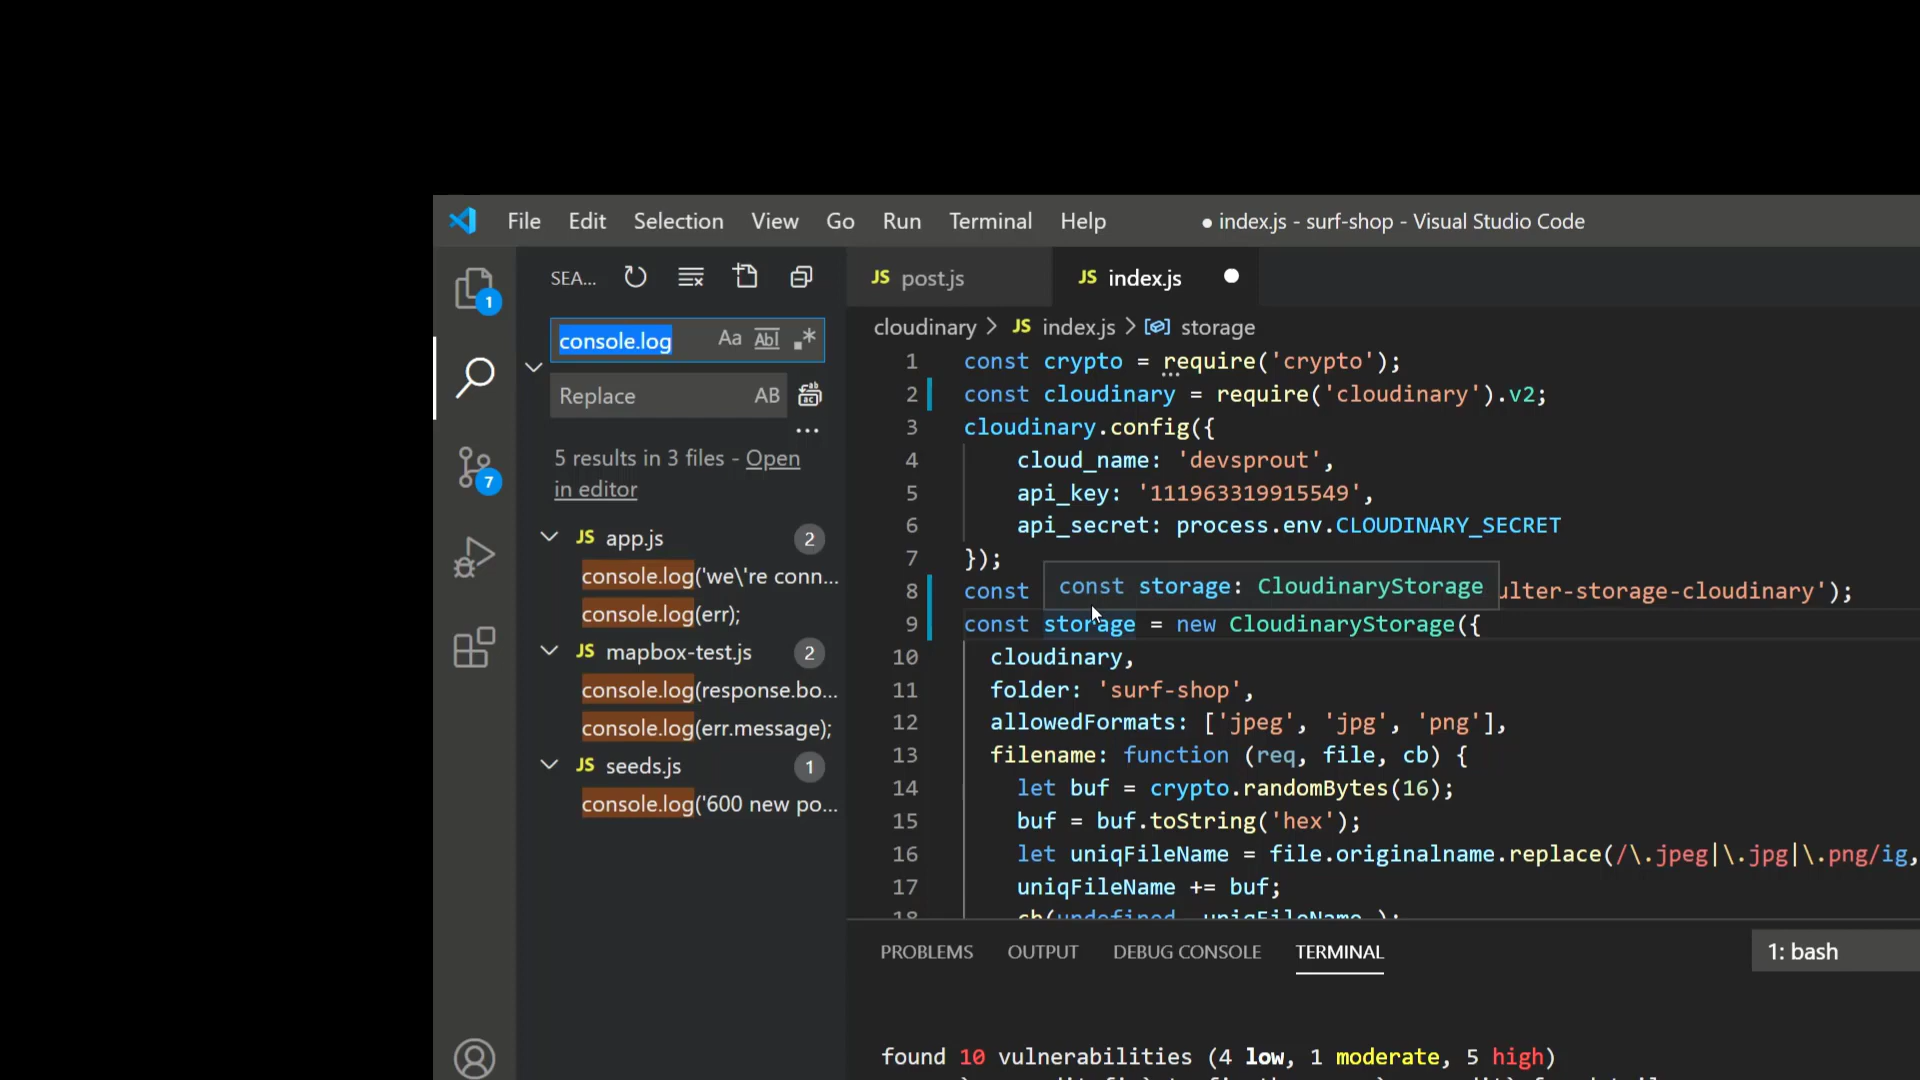 File Edit Selection View Go Run Terminal Help ● index.js - surf-shop - Visual Studio Code
SEA...
JS post.js JS index.js ●
1
console.log Aa Abl .*
Replace AB
...
5 results in 3 files - Open
in editor
7
JS app.js 2
console.log('we\'re conn...
console.log(err);
JS mapbox-test.js 2
console.log(response.bo...
console.log(err.message);
JS seeds.js 1
console.log('600 new po...
cloudinary > JS index.js > storage
1 const crypto = require('crypto');
2 const cloudinary = require('cloudinary').v2;
3 cloudinary.config({
4 cloud_name: 'devsprout',
5 api_key: '111963319915549',
6 api_secret: process.env.CLOUDINARY_SECRET
7 });
const storage: CloudinaryStorage
8 const ulter-storage-cloudinary');
9 const storage = new CloudinaryStorage({
10 cloudinary,
11 folder: 'surf-shop',
12 allowedFormats: ['jpeg', 'jpg', 'png'],
13 filename: function (req, file, cb) {
14 let buf = crypto.randomBytes(16);
15 buf = buf.toString('hex');
16 let uniqFileName = file.originalname.replace(/\.jpeg|\.jpg|\.png/ig,
17 uniqFileName += buf;
18 cb(undefined, uniqFileName );
PROBLEMS OUTPUT DEBUG CONSOLE TERMINAL 1: bash
found 10 vulnerabilities (4 low, 1 moderate, 5 high)